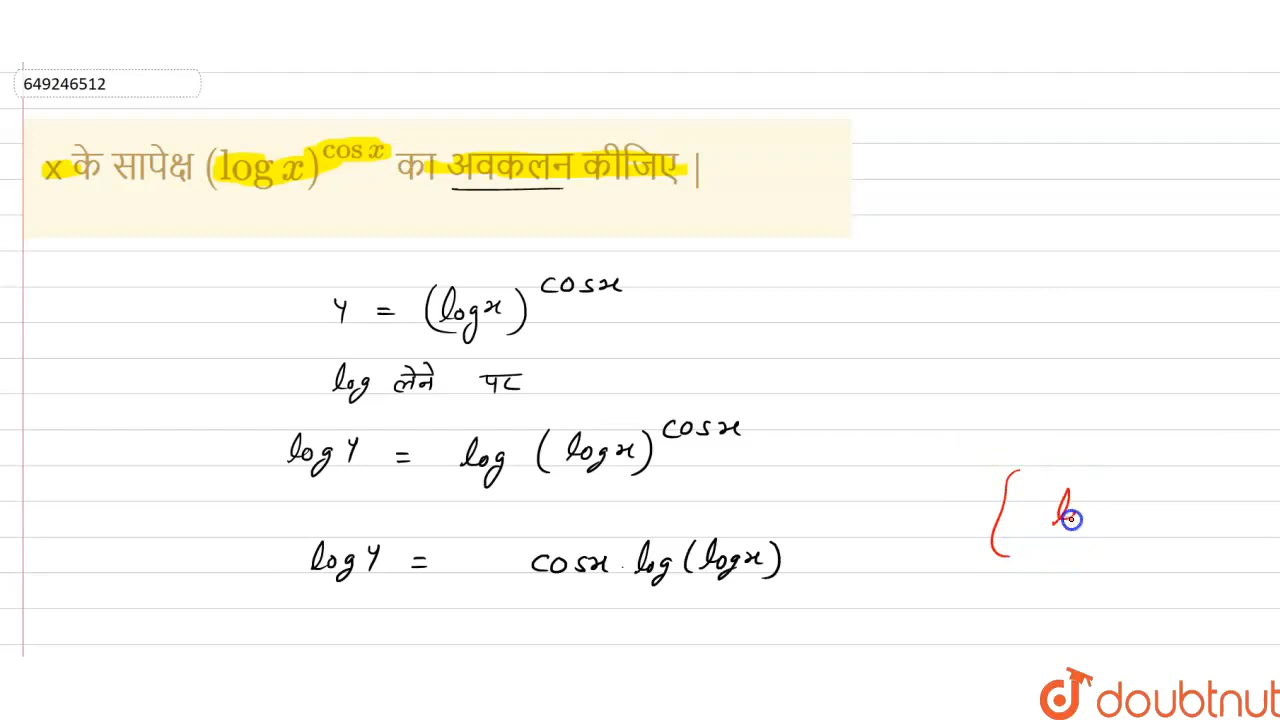 649246512
x के सापेक्ष (log x)^{cos x} का अवकलन कीजिए |
y = (log x)^{cos x}
log लेने पर
log y = log (log x)^{cos x}
log y = cos x . log (log x)
doubtnut